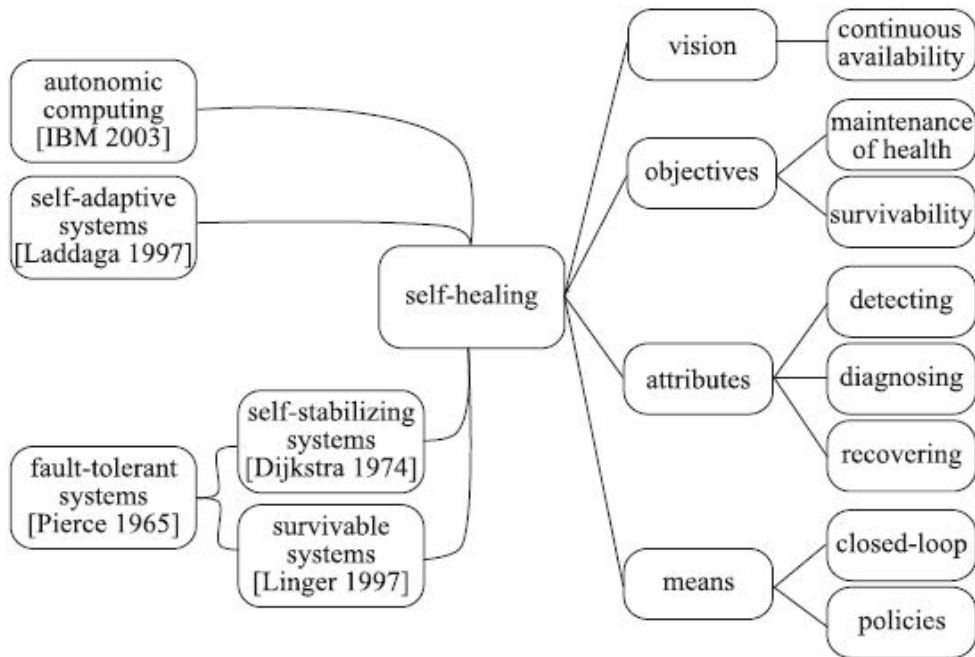 autonomic
computing
[IBM 2003]
self-adaptive
systems
[Laddaga 1997]
fault-tolerant
systems
[Pierce 1965]
self-stabilizing
systems
[Dijkstra 1974]
survivable
systems
[Linger 1997]
self-healing
vision
continuous
availability
objectives
maintenance
of health
survivability
attributes
detecting
diagnosing
recovering
means
closed-loop
policies